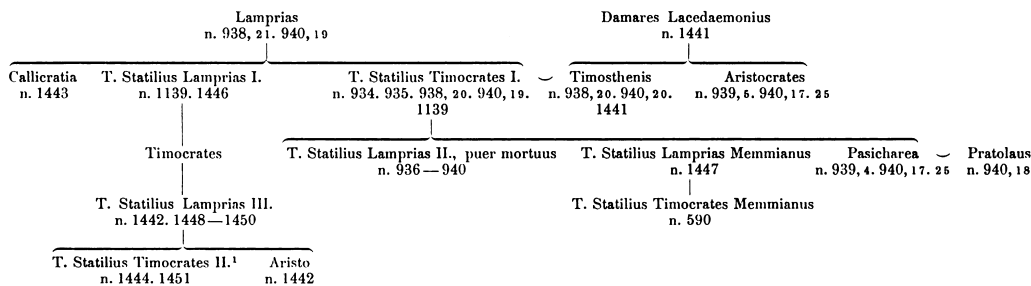 Lamprias Damares Lacedaemonius
n. 938, 21. 940, 19 n. 1441
Callicratia T. Statilius Lamprias I. T. Statilius Timocrates I. ⏑ Timosthenis Aristocrates
n. 1443 n. 1139. 1446 n. 934. 935. 938, 20. 940, 19. n. 938, 20. 940, 20. n. 939, 5. 940, 17. 25
1139 1441
Timocrates T. Statilius Lamprias II., puer mortuus T. Statilius Lamprias Memmianus Pasicharea ⏑ Pratolaus
n. 936—940 n. 1447 n. 939, 4. 940, 17. 25 n. 940, 18
T. Statilius Lamprias III. T. Statilius Timocrates Memmianus
n. 1442. 1448—1450 n. 590
T. Statilius Timocrates II.¹ Aristo
n. 1444. 1451 n. 1442